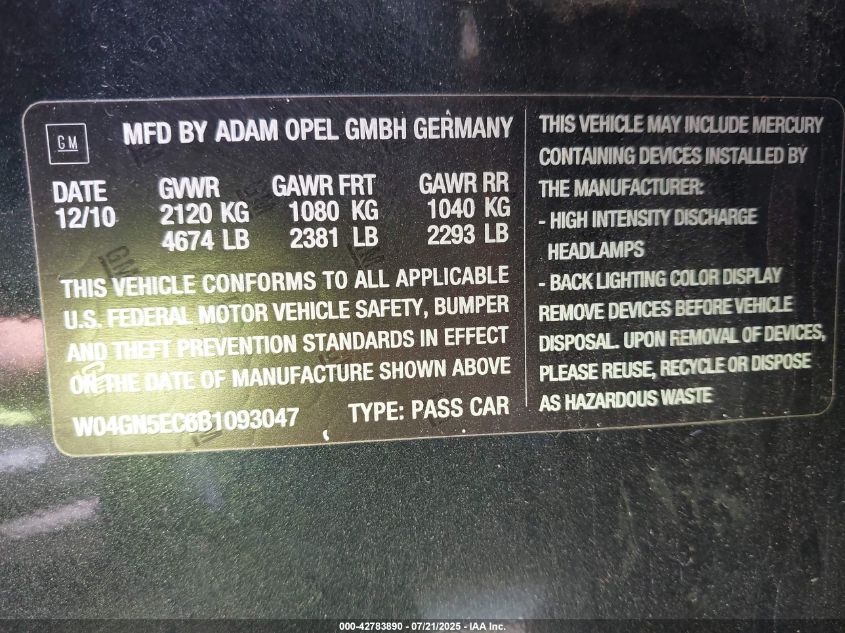 GM
MFD BY ADAM OPEL GMBH GERMANY
DATE GVWR GAWR FRT GAWR RR
12/10 2120 KG 1080 KG 1040 KG
4674 LB 2381 LB 2293 LB
THIS VEHICLE CONFORMS TO ALL APPLICABLE
U.S. FEDERAL MOTOR VEHICLE SAFETY, BUMPER
AND THEFT PREVENTION STANDARDS IN EFFECT
ON THE DATE OF MANUFACTURE SHOWN ABOVE
W04GN5EC6B1093047 TYPE: PASS CAR
THIS VEHICLE MAY INCLUDE MERCURY
CONTAINING DEVICES INSTALLED BY
THE MANUFACTURER:
- HIGH INTENSITY DISCHARGE
HEADLAMPS
- BACK LIGHTING COLOR DISPLAY
REMOVE DEVICES BEFORE VEHICLE
DISPOSAL. UPON REMOVAL OF DEVICES,
PLEASE REUSE, RECYCLE OR DISPOSE
AS HAZARDOUS WASTE
000-42783890 - 07/21/2025 - IAA Inc.